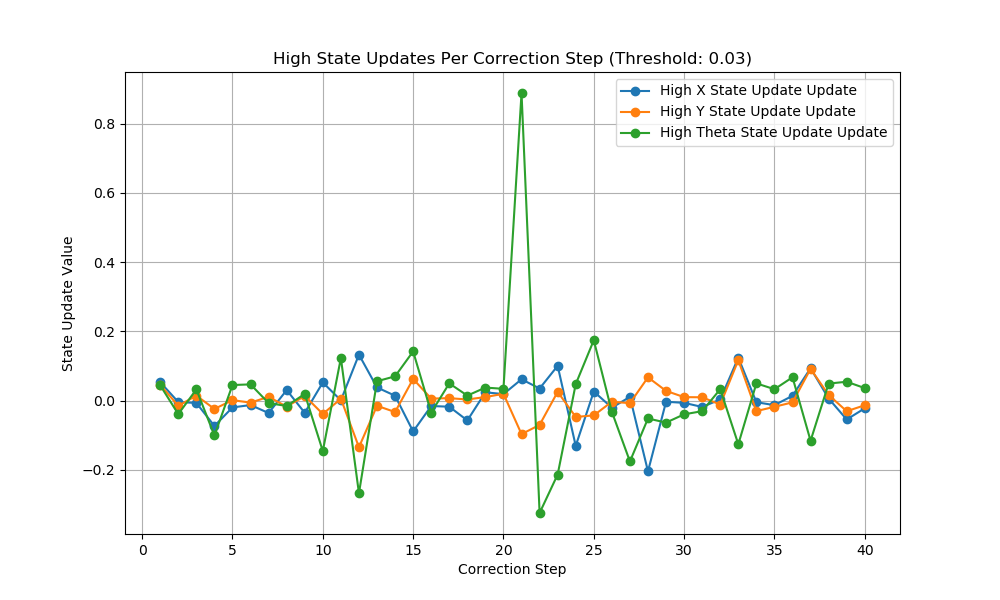 High State Updates Per Correction Step (Threshold: 0.03)
High X State Update Update
High Y State Update Update
High Theta State Update Update
0.8
0.6
0.4
0.2
0.0
−0.2
State Update Value
0 5 10 15 20 25 30 35 40
Correction Step